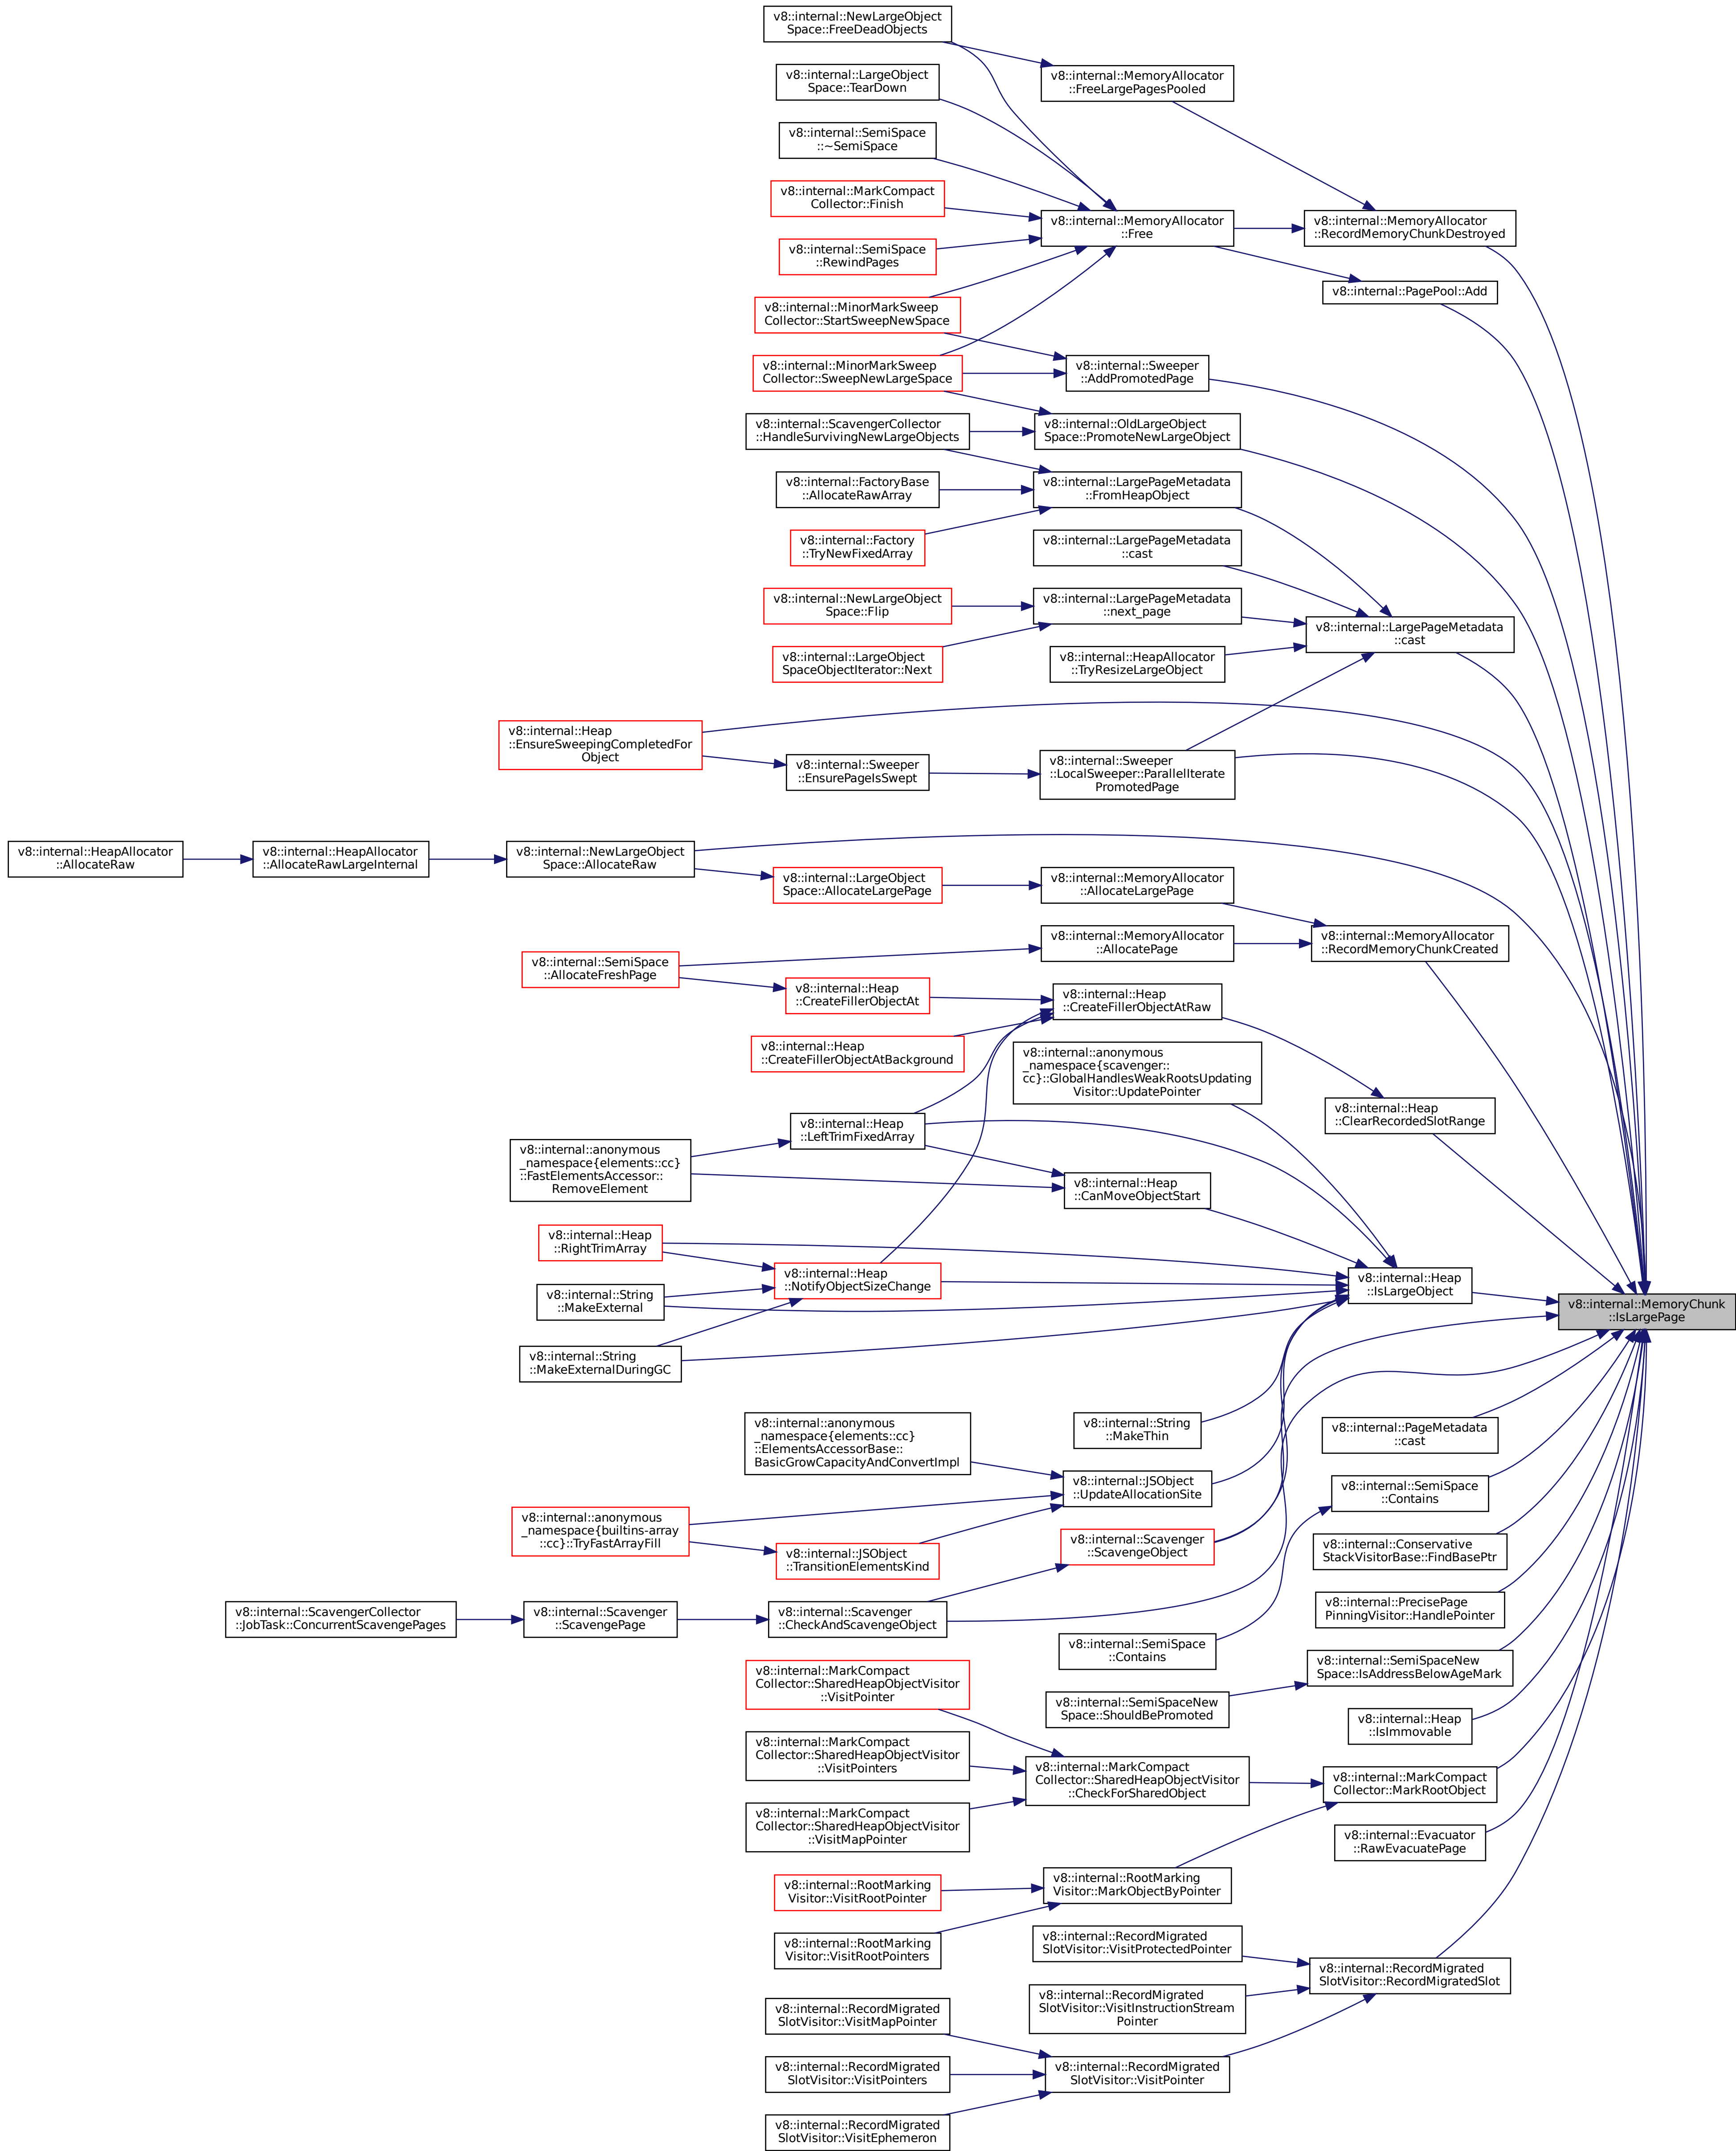 v8::internal::NewLargeObject
Space::FreeDeadObjects
v8::internal::MemoryAllocator
::FreeLargePagesPooled
v8::internal::LargeObject
Space::TearDown
v8::internal::SemiSpace
::~SemiSpace
v8::internal::MarkCompact
Collector::Finish
v8::internal::MemoryAllocator
::Free
v8::internal::MemoryAllocator
::RecordMemoryChunkDestroyed
v8::internal::SemiSpace
::RewindPages
v8::internal::PagePool::Add
v8::internal::MinorMarkSweep
Collector::StartSweepNewSpace
v8::internal::MinorMarkSweep
Collector::SweepNewLargeSpace
v8::internal::Sweeper
::AddPromotedPage
v8::internal::ScavengerCollector
::HandleSurvivingNewLargeObjects
v8::internal::OldLargeObject
Space::PromoteNewLargeObject
v8::internal::FactoryBase
::AllocateRawArray
v8::internal::LargePageMetadata
::FromHeapObject
v8::internal::Factory
::TryNewFixedArray
v8::internal::LargePageMetadata
::cast
v8::internal::NewLargeObject
Space::Flip
v8::internal::LargePageMetadata
::next_page
v8::internal::LargePageMetadata
::cast
v8::internal::LargeObject
SpaceObjectIterator::Next
v8::internal::HeapAllocator
::TryResizeLargeObject
v8::internal::Heap
::EnsureSweepingCompletedFor
Object
v8::internal::Sweeper
::EnsurePageIsSwept
v8::internal::Sweeper
::LocalSweeper::ParallelIterate
PromotedPage
v8::internal::HeapAllocator
::AllocateRaw
v8::internal::HeapAllocator
::AllocateRawLargeInternal
v8::internal::NewLargeObject
Space::AllocateRaw
v8::internal::LargeObject
Space::AllocateLargePage
v8::internal::MemoryAllocator
::AllocateLargePage
v8::internal::MemoryAllocator
::AllocatePage
v8::internal::MemoryAllocator
::RecordMemoryChunkCreated
v8::internal::SemiSpace
::AllocateFreshPage
v8::internal::Heap
::CreateFillerObjectAt
v8::internal::Heap
::CreateFillerObjectAtRaw
v8::internal::Heap
::CreateFillerObjectAtBackground
v8::internal::anonymous
_namespace{scavenger::
cc}::GlobalHandlesWeakRootsUpdating
Visitor::UpdatePointer
v8::internal::Heap
::ClearRecordedSlotRange
v8::internal::Heap
::LeftTrimFixedArray
v8::internal::anonymous
_namespace{elements::cc}
::FastElementsAccessor::
RemoveElement
v8::internal::Heap
::CanMoveObjectStart
v8::internal::Heap
::RightTrimArray
v8::internal::Heap
::NotifyObjectSizeChange
v8::internal::Heap
::IsLargeObject
v8::internal::String
::MakeExternal
v8::internal::MemoryChunk
::IsLargePage
v8::internal::String
::MakeExternalDuringGC
v8::internal::String
::MakeThin
v8::internal::PageMetadata
::cast
v8::internal::anonymous
_namespace{elements::cc}
::ElementsAccessorBase::
BasicGrowCapacityAndConvertImpl
v8::internal::JSObject
::UpdateAllocationSite
v8::internal::SemiSpace
::Contains
v8::internal::anonymous
_namespace{builtins-array
::cc}::TryFastArrayFill
v8::internal::JSObject
::TransitionElementsKind
v8::internal::Scavenger
::ScavengeObject
v8::internal::Conservative
StackVisitorBase::FindBasePtr
v8::internal::PrecisePage
PinningVisitor::HandlePointer
v8::internal::ScavengerCollector
::JobTask::ConcurrentScavengePages
v8::internal::Scavenger
::ScavengePage
v8::internal::Scavenger
::CheckAndScavengeObject
v8::internal::SemiSpace
::Contains
v8::internal::SemiSpaceNew
Space::IsAddressBelowAgeMark
v8::internal::MarkCompact
Collector::SharedHeapObjectVisitor
::VisitPointer
v8::internal::SemiSpaceNew
Space::ShouldBePromoted
v8::internal::Heap
::IsImmovable
v8::internal::MarkCompact
Collector::SharedHeapObjectVisitor
::VisitPointers
v8::internal::MarkCompact
Collector::SharedHeapObjectVisitor
::CheckForSharedObject
v8::internal::MarkCompact
Collector::MarkRootObject
v8::internal::MarkCompact
Collector::SharedHeapObjectVisitor
::VisitMapPointer
v8::internal::Evacuator
::RawEvacuatePage
v8::internal::RootMarking
Visitor::VisitRootPointer
v8::internal::RootMarking
Visitor::MarkObjectByPointer
v8::internal::RootMarking
Visitor::VisitRootPointers
v8::internal::RecordMigrated
SlotVisitor::VisitProtectedPointer
v8::internal::RecordMigrated
SlotVisitor::RecordMigratedSlot
v8::internal::RecordMigrated
SlotVisitor::VisitInstructionStream
Pointer
v8::internal::RecordMigrated
SlotVisitor::VisitMapPointer
v8::internal::RecordMigrated
SlotVisitor::VisitPointers
v8::internal::RecordMigrated
SlotVisitor::VisitPointer
v8::internal::RecordMigrated
SlotVisitor::VisitEphemeron